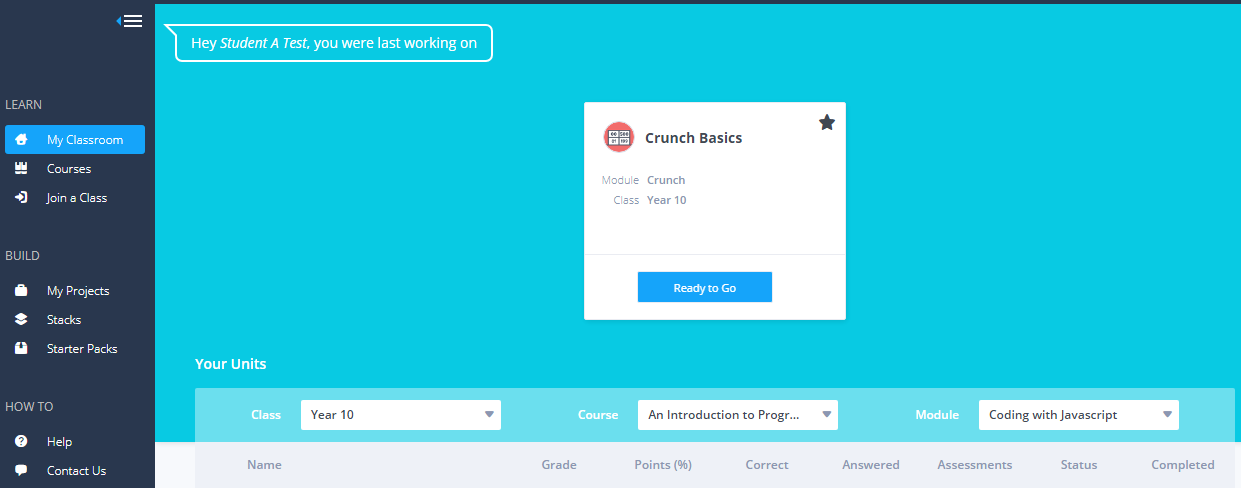 Hey Student A Test, you were last working on
LEARN
My Classroom
Courses
Join a Class
BUILD
My Projects
Stacks
Starter Packs
HOW TO
Help
Contact Us
Crunch Basics
Module Crunch
Class Year 10
Ready to Go
Your Units
Class Year 10 Course An Introduction to Progr... Module Coding with Javascript
Name Grade Points (%) Correct Answered Assessments Status Completed